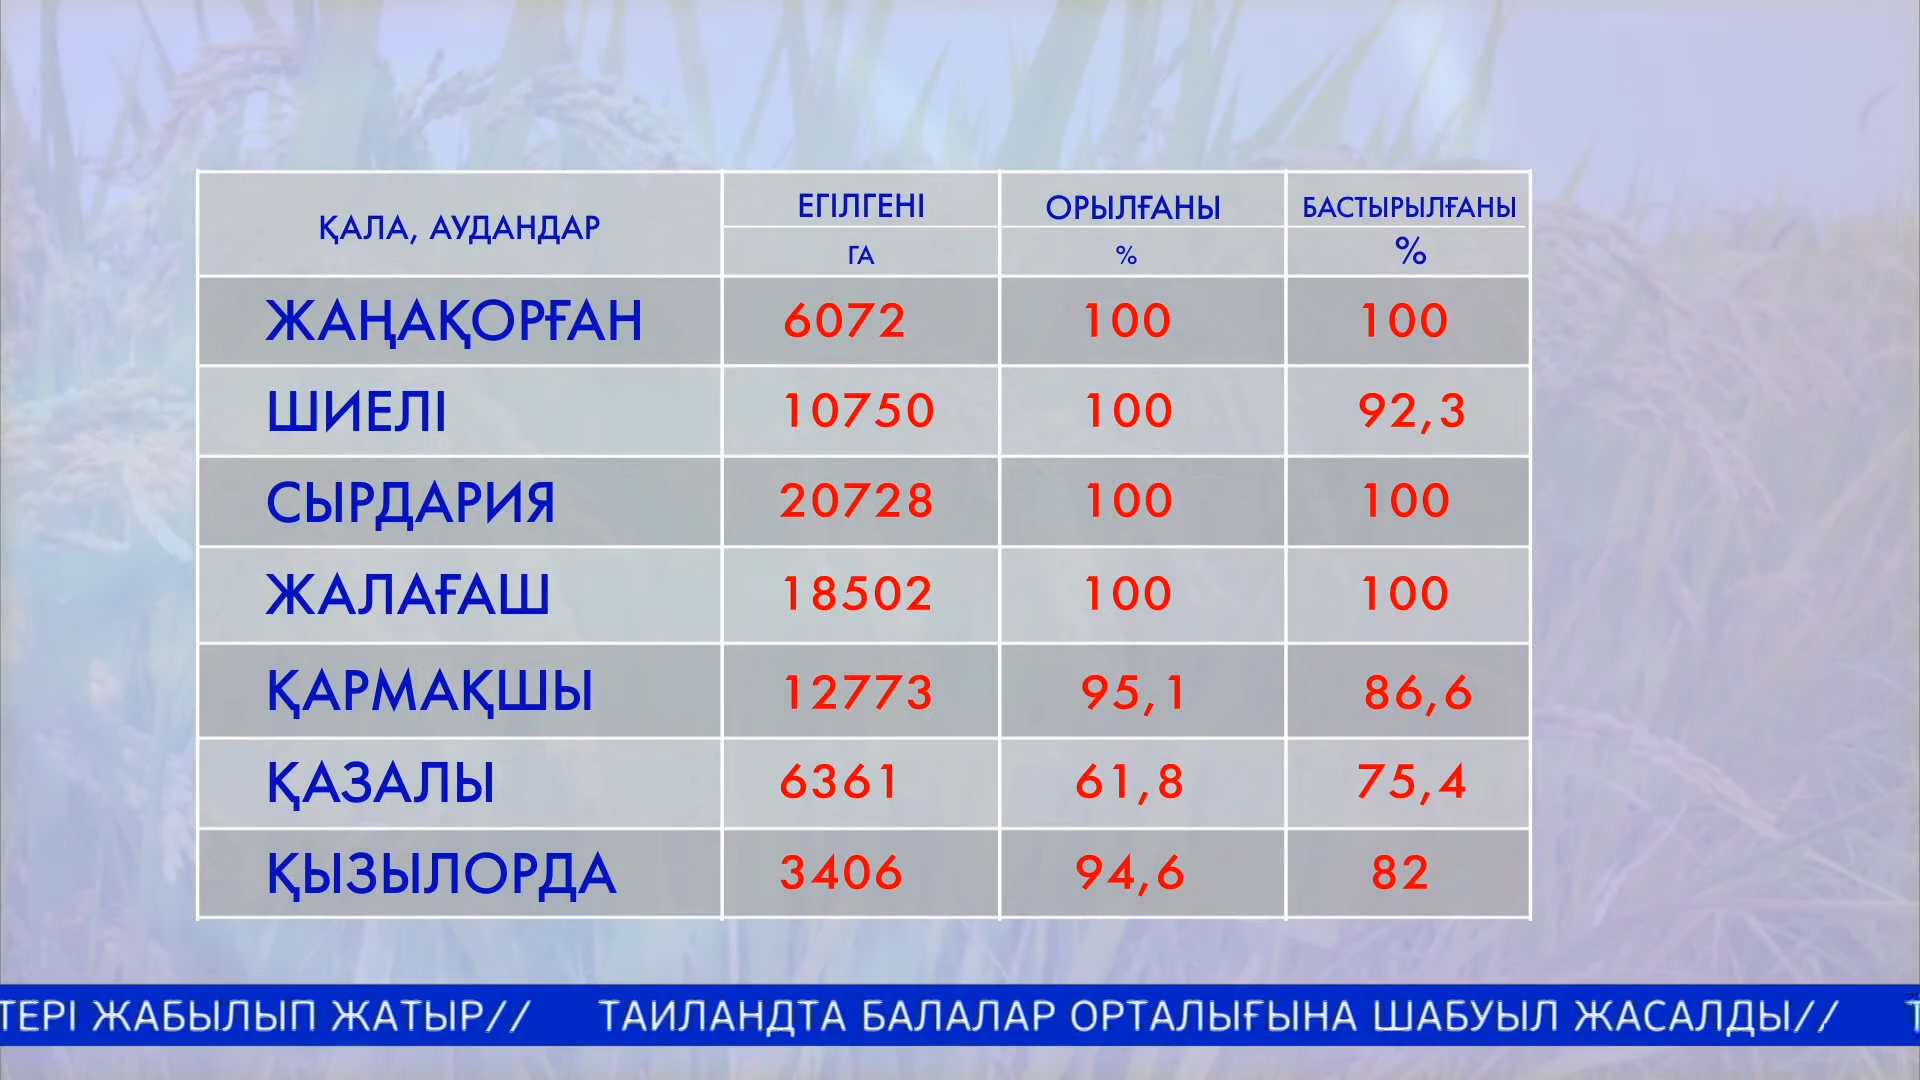 ҚАЛА, АУДАНДАР ЕГІЛГЕНІ ОРЫЛҒАНЫ БАСТЫРЫЛҒАНЫ
ГА % %
ЖАҢАҚОРҒАН 6072 100 100
ШИЕЛІ 10750 100 92,3
СЫРДАРИЯ 20728 100 100
ЖАЛАҒАШ 18502 100 100
ҚАРМАҚШЫ 12773 95,1 86,6
ҚАЗАЛЫ 6361 61,8 75,4
ҚЫЗЫЛОРДА 3406 94,6 82
ТЕРІ ЖАБЫЛЫП ЖАТЫР// ТАИЛАНДТА БАЛАЛАР ОРТАЛЫҒЫНА ШАБУЫЛ ЖАСАЛДЫ//